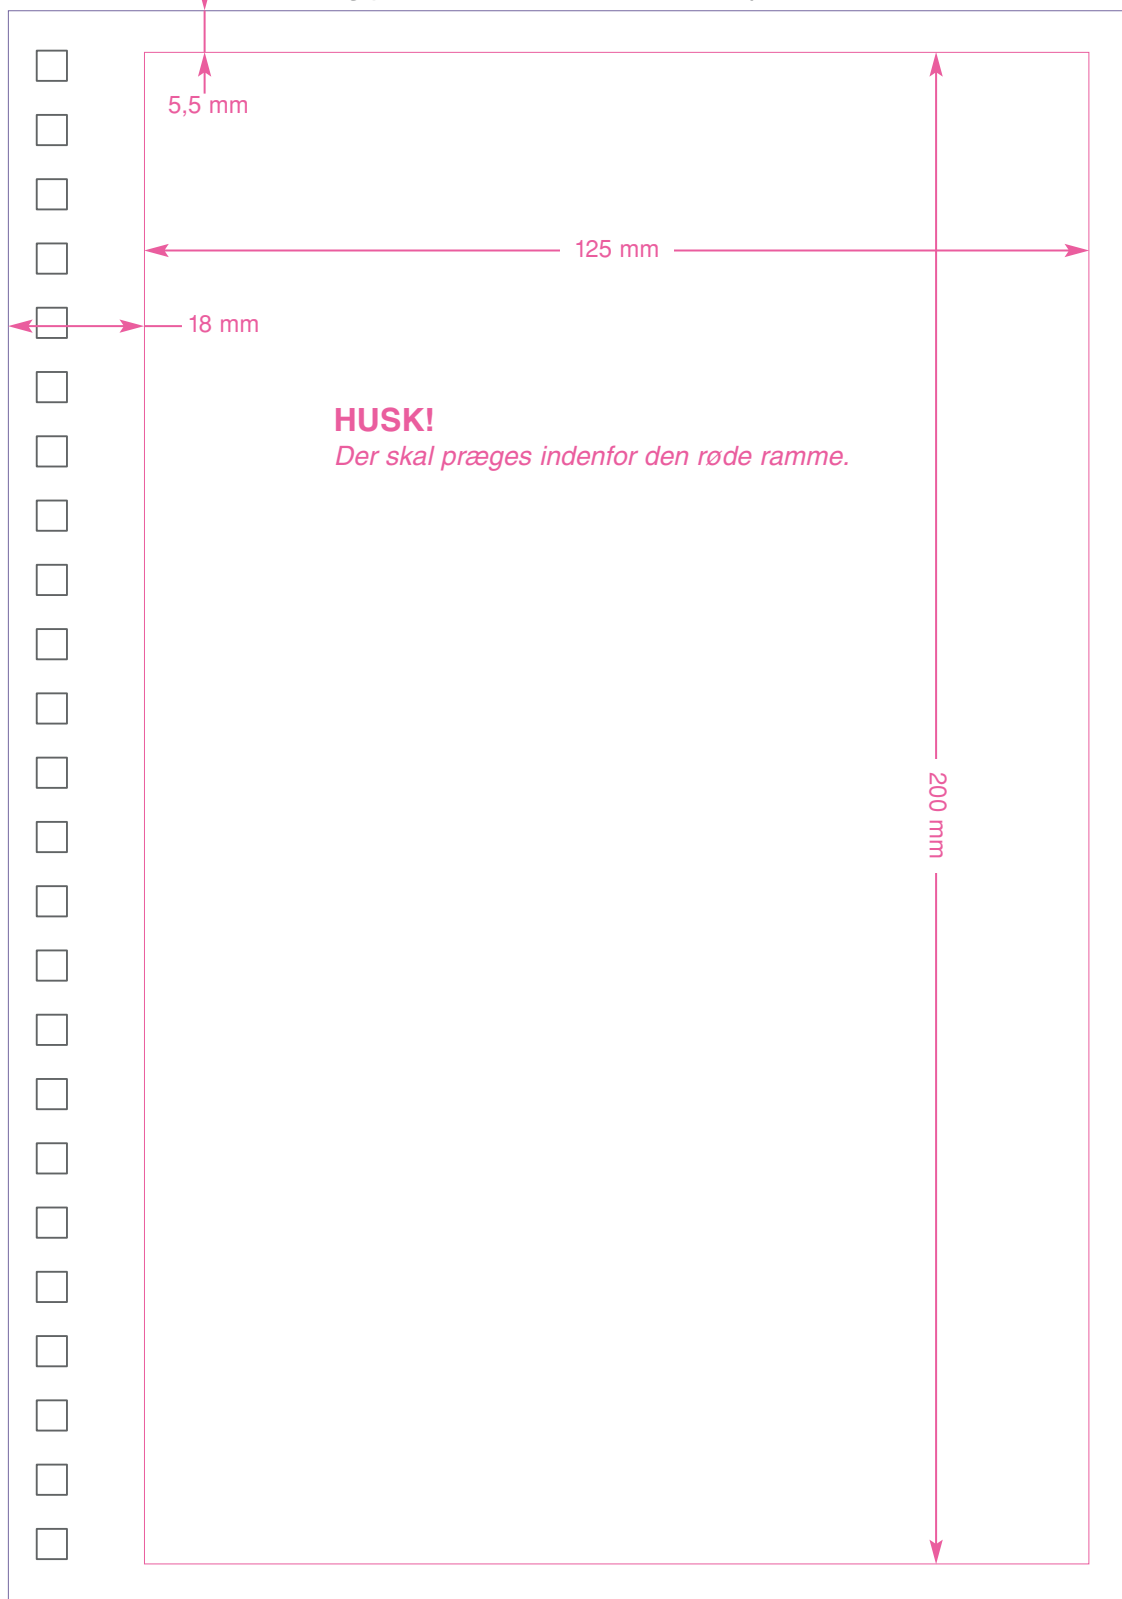 5,5 mm
125 mm
18 mm
HUSK!
Der skal præges indenfor den røde ramme.
200 mm